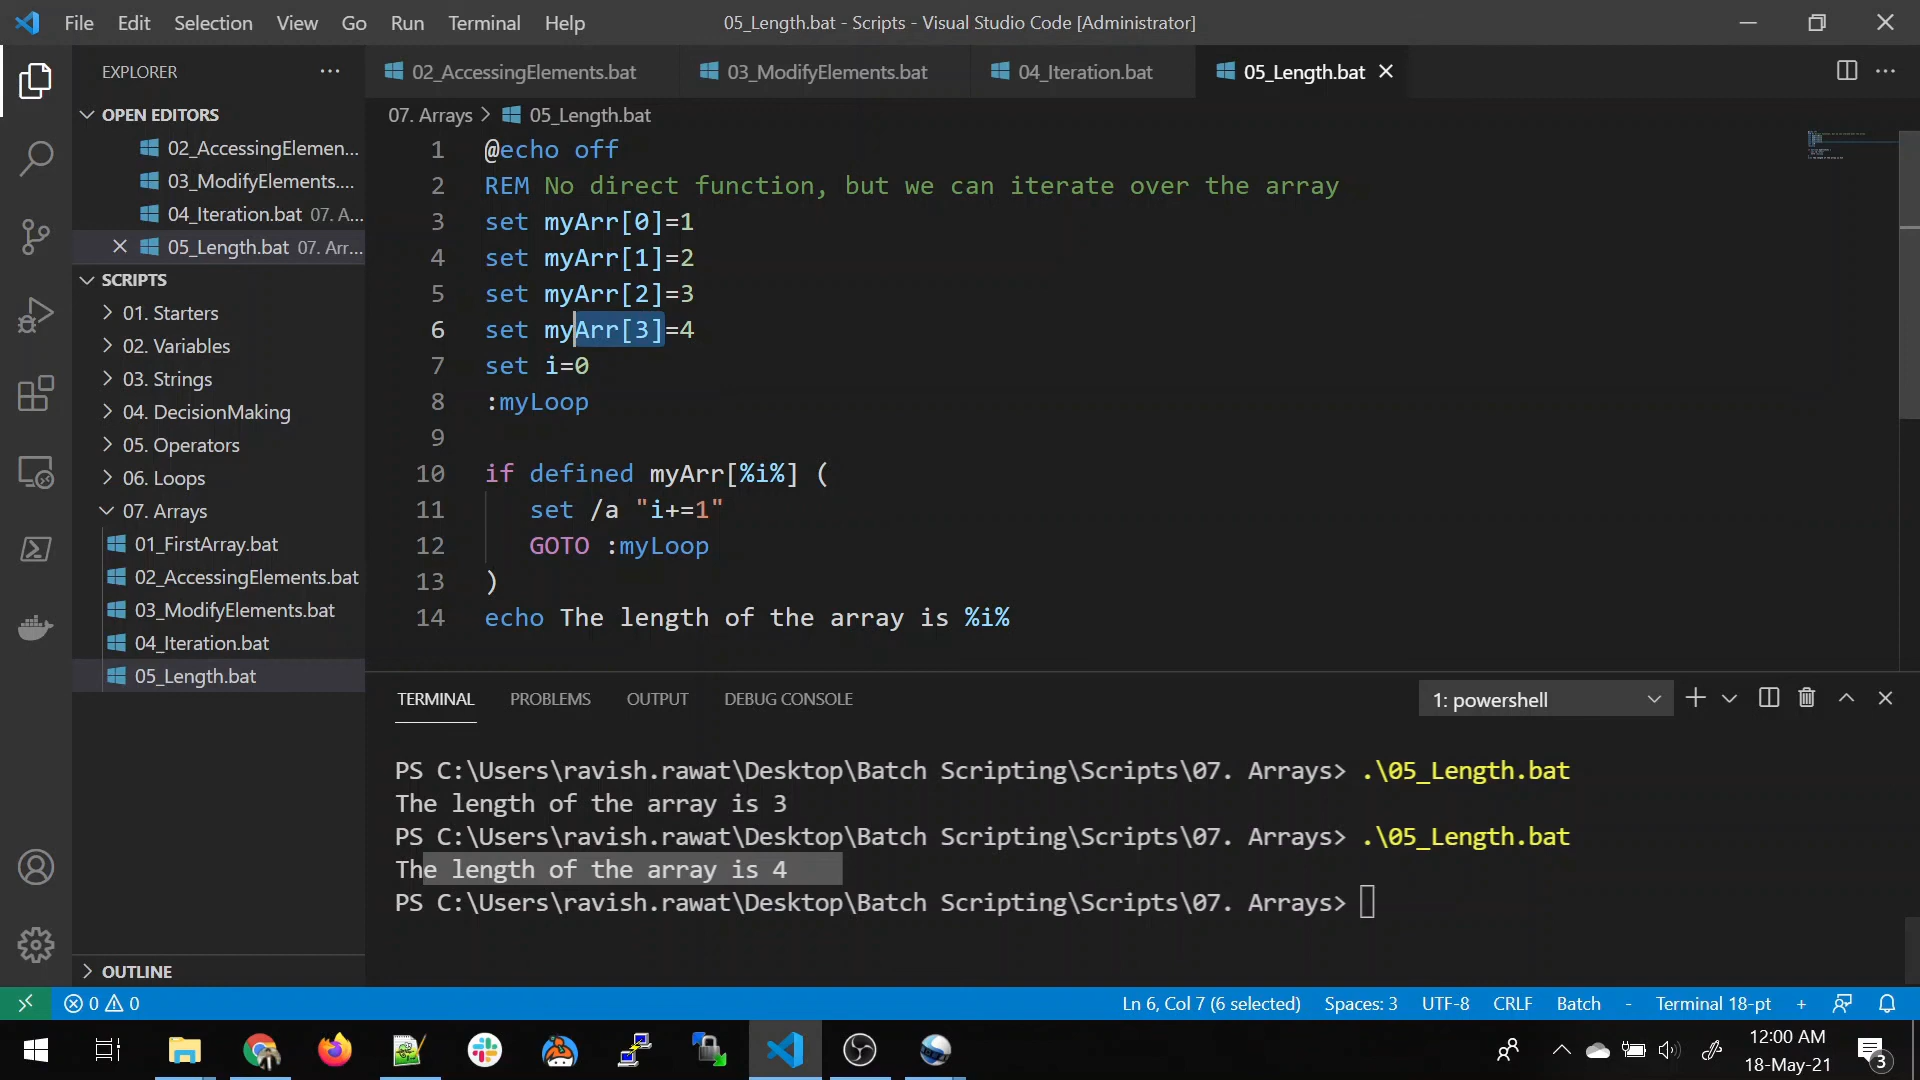 File Edit Selection View Go Run Terminal Help 05_Length.bat - Scripts - Visual Studio Code [Administrator]
EXPLORER
02_AccessingElements.bat 03_ModifyElements.bat 04_Iteration.bat 05_Length.bat
OPEN EDITORS
02_AccessingElemen...
03_ModifyElements....
04_Iteration.bat 07. A...
05_Length.bat 07. Arr...
SCRIPTS
01. Starters
02. Variables
03. Strings
04. DecisionMaking
05. Operators
06. Loops
07. Arrays
01_FirstArray.bat
02_AccessingElements.bat
03_ModifyElements.bat
04_Iteration.bat
05_Length.bat
OUTLINE
07. Arrays > 05_Length.bat
1 @echo off
2 REM No direct function, but we can iterate over the array
3 set myArr[0]=1
4 set myArr[1]=2
5 set myArr[2]=3
6 set myArr[3]=4
7 set i=0
8 :myLoop
9
10 if defined myArr[%i%] (
11 set /a "i+=1"
12 GOTO :myLoop
13 )
14 echo The length of the array is %i%
TERMINAL PROBLEMS OUTPUT DEBUG CONSOLE 1: powershell
PS C:\Users\ravish.rawat\Desktop\Batch Scripting\Scripts\07. Arrays> .\05_Length.bat
The length of the array is 3
PS C:\Users\ravish.rawat\Desktop\Batch Scripting\Scripts\07. Arrays> .\05_Length.bat
The length of the array is 4
PS C:\Users\ravish.rawat\Desktop\Batch Scripting\Scripts\07. Arrays>
0 0 Ln 6, Col 7 (6 selected) Spaces: 3 UTF-8 CRLF Batch - Terminal 18-pt +
12:00 AM
18-May-21
3